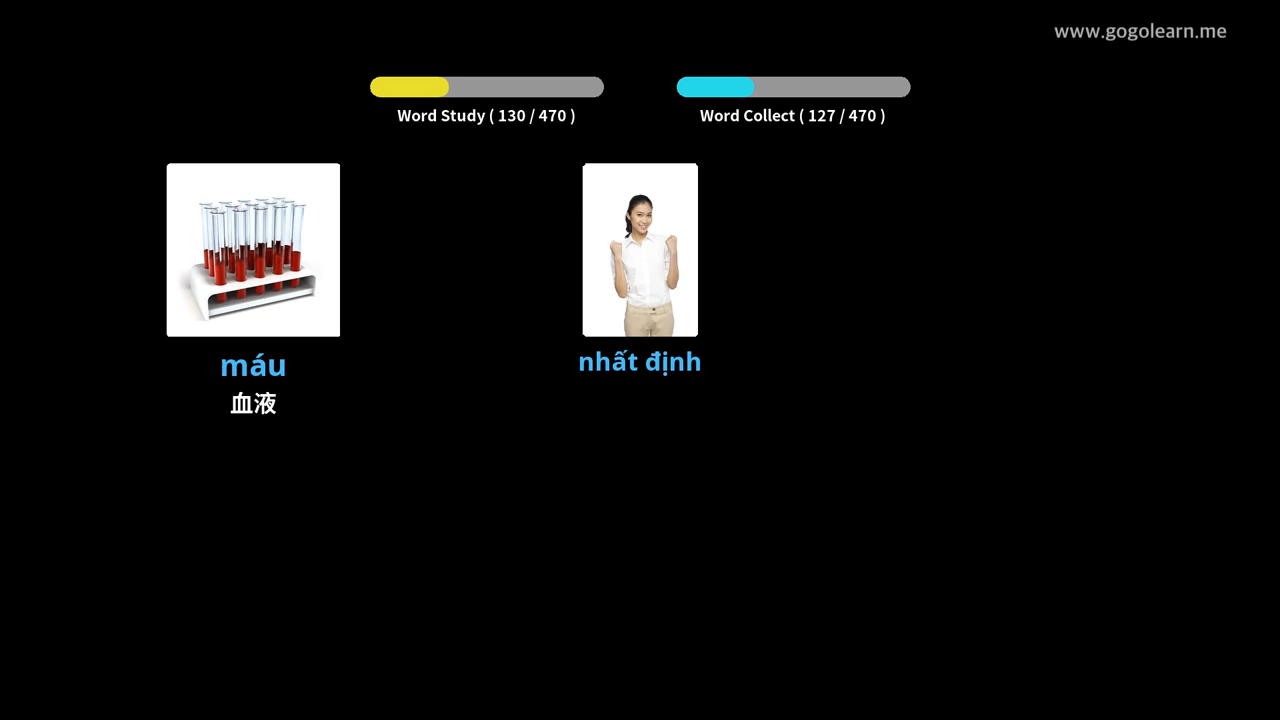 www.gogolearn.me
Word Study ( 130 / 470 )
Word Collect ( 127 / 470 )
máu
血液
nhất định